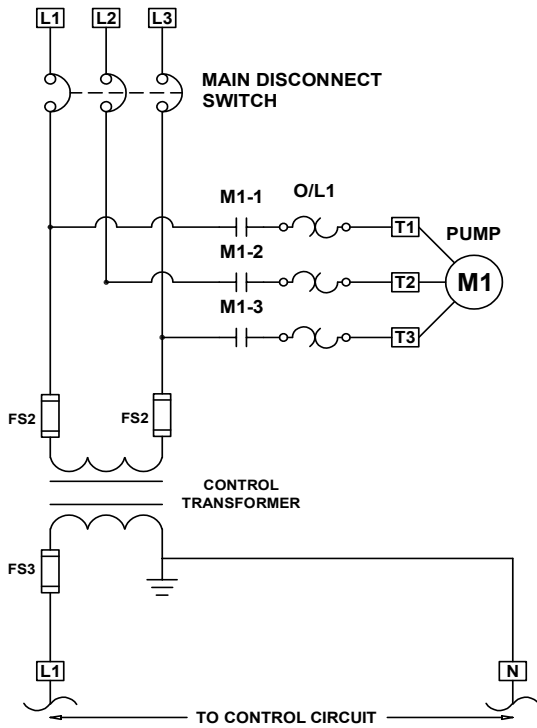 L1 L2 L3
MAIN DISCONNECT
SWITCH
M1-1 O/L1
T1 PUMP
M1-2
T2 M1
M1-3
T3
FS2 FS2
CONTROL
TRANSFORMER
FS3
L1 N
TO CONTROL CIRCUIT